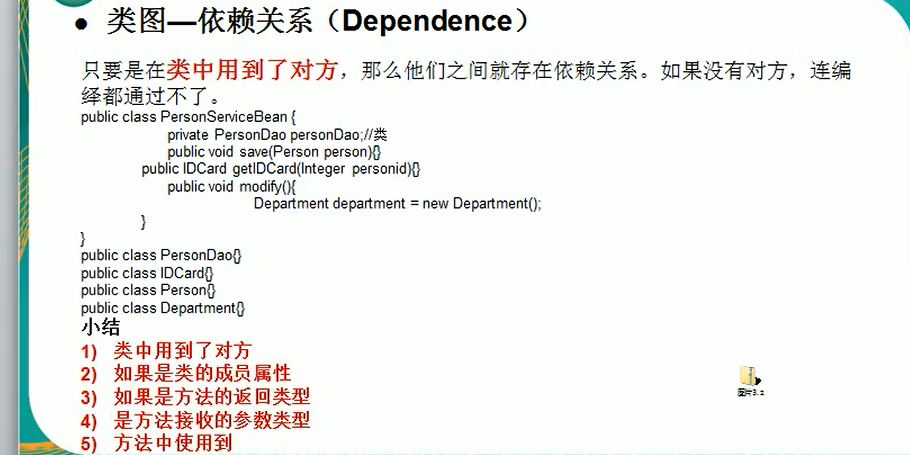 ● 类图—依赖关系（Dependence）
只要是在类中用到了对方，那么他们之间就存在依赖关系。如果没有对方，连编
绎都通过不了。
public class PersonServiceBean {
private PersonDao personDao;//类
public void save(Person person){}
public IDCard getIDCard(Integer personid){}
public void modify(){
Department department = new Department();
}
}
public class PersonDao{}
public class IDCard{}
public class Person{}
public class Department{}
小结
1) 类中用到了对方
2) 如果是类的成员属性
3) 如果是方法的返回类型
4) 是方法接收的参数类型
5) 方法中使用到